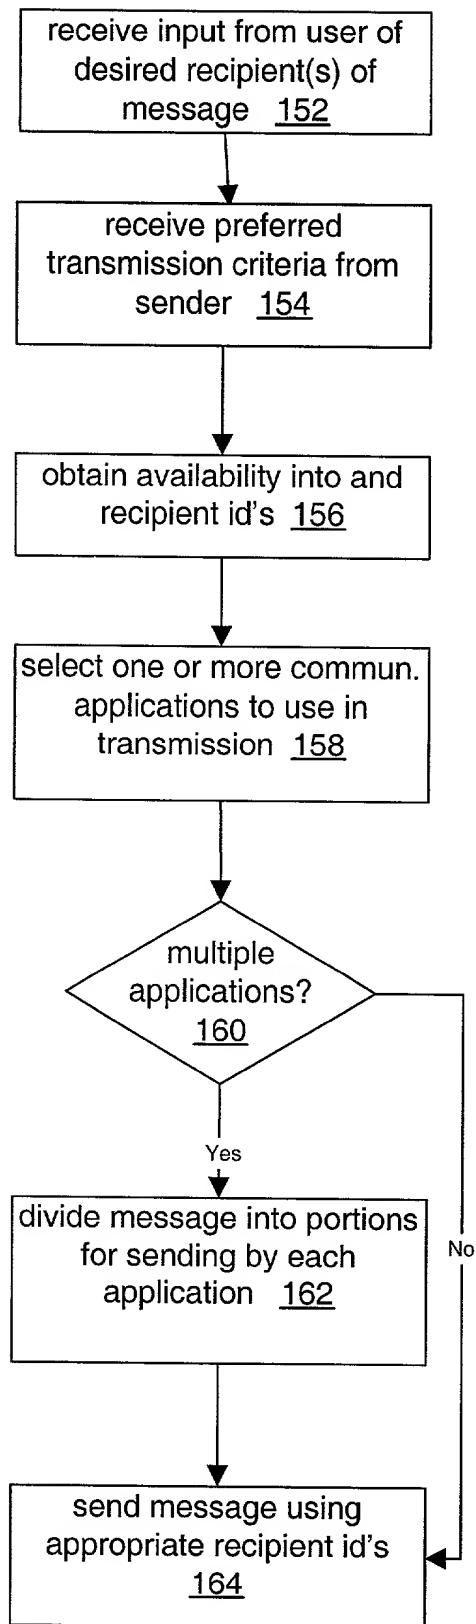 receive input from user of
desired recipient(s) of
message 152
receive preferred
transmission criteria from
sender 154
obtain availability into and
recipient id's 156
select one or more commun.
applications to use in
transmission 158
multiple
applications?
160
Yes
divide message into portions
for sending by each
application 162
No
send message using
appropriate recipient id's
164